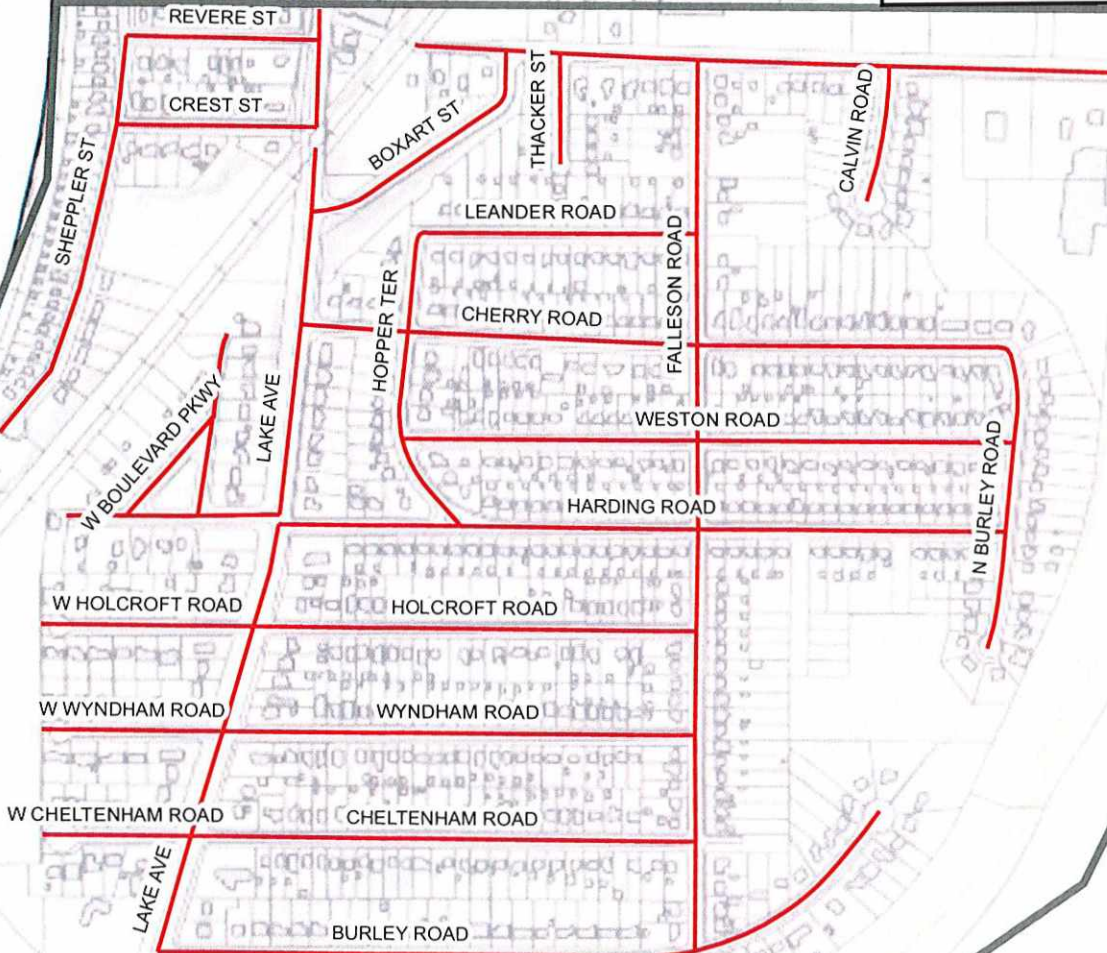 REVERE ST
CREST ST
BOXART ST
THACKER ST
CALVIN ROAD
SHEPPLER ST
LEANDER ROAD
FALLESON ROAD
HOPPER TER
CHERRY ROAD
W BOULEVARD PKWY
LAKE AVE
WESTON ROAD
N BURLEY ROAD
HARDING ROAD
W HOLCROFT ROAD
HOLCROFT ROAD
W WYNDHAM ROAD
WYNDHAM ROAD
W CHELTENHAM ROAD
CHELTENHAM ROAD
LAKE AVE
BURLEY ROAD